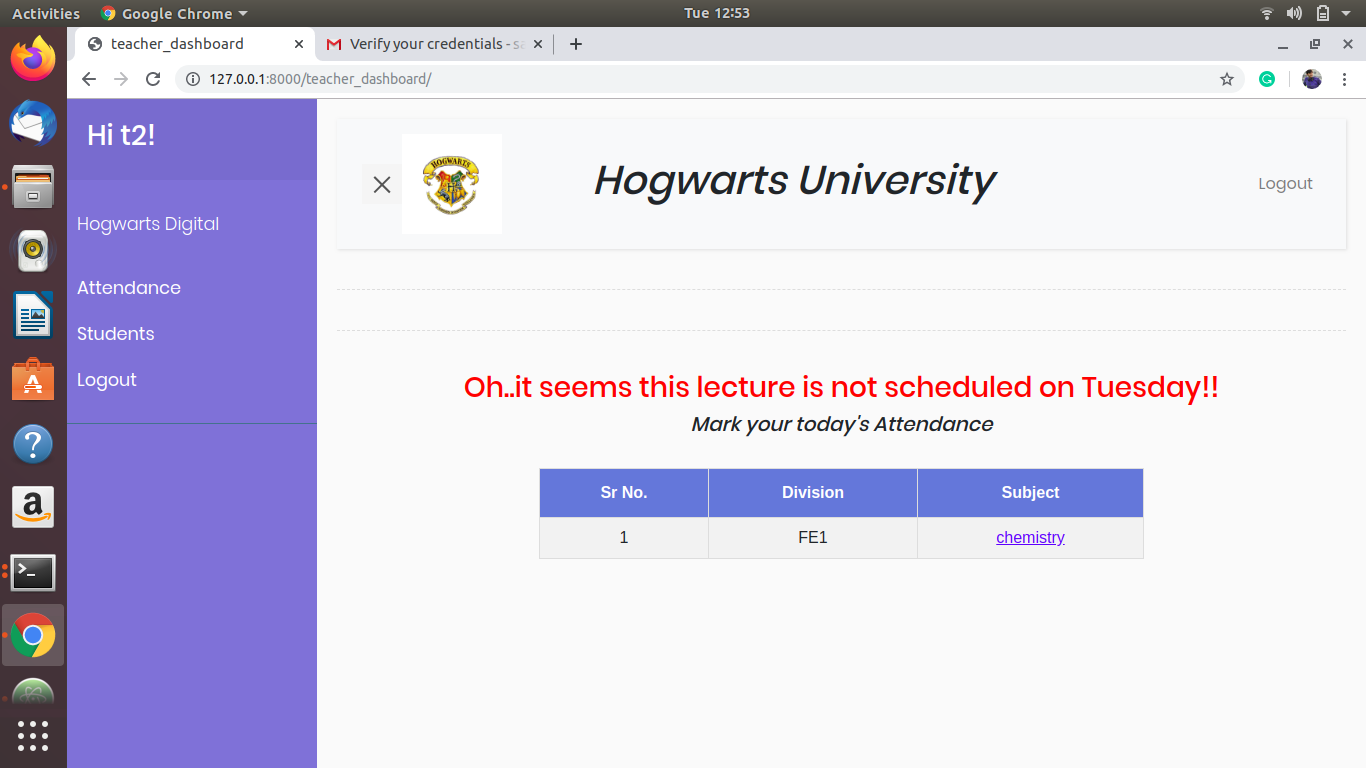 Activities
Google Chrome
Tue 12:53
teacher_dashboard
Verify your credentials - sa
127.0.0.1:8000/teacher_dashboard/
Hi t2!
HOGWARTS
Hogwarts University
Logout
Hogwarts Digital
Attendance
Students
Logout
Oh..it seems this lecture is not scheduled on Tuesday!!
Mark your today's Attendance
Sr No. Division Subject
1 FE1 chemistry